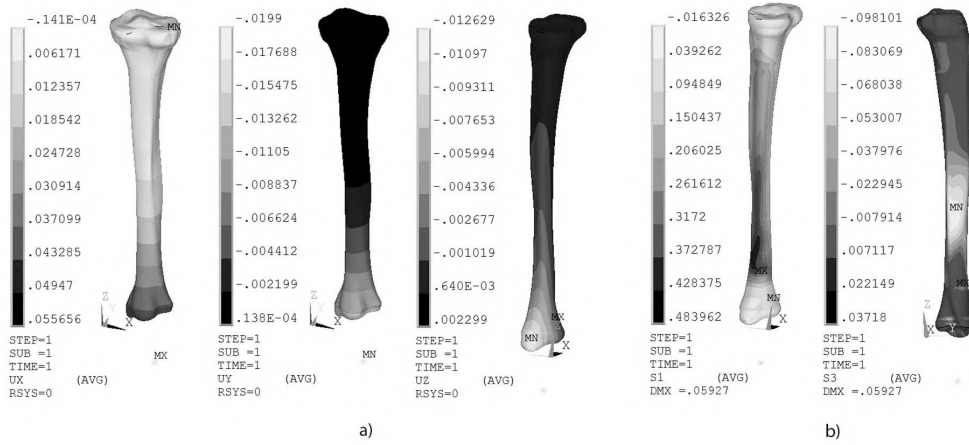 -.141E-04
.006171
.012357
.018542
.024728
.030914
.037099
.043285
.04947
.055656
MN
Z
Y
X
STEP=1
SUB =1
TIME=1
UX (AVG)
RSYS=0
MX
-.0199
-.017688
-.015475
-.013262
-.01105
-.008837
-.006624
-.004412
-.002199
.138E-04
Z
Y
X
STEP=1
SUB =1
TIME=1
UY (AVG)
RSYS=0
MN
-.012629
-.01097
-.009311
-.007653
-.005994
-.004336
-.002677
-.001019
.640E-03
.002299
MX
MN
X
STEP=1
SUB =1
TIME=1
UZ (AVG)
RSYS=0
a)
-.016326
.039262
.094849
.150437
.206025
.261612
.3172
.372787
.428375
.483962
MX
MN
X
STEP=1
SUB =1
TIME=1
S1 (AVG)
DMX =.05927
-.098101
-.083069
-.068038
-.053007
-.037976
-.022945
-.007914
.007117
.022149
.03718
MN
MX
Z
X
Y
STEP=1
SUB =1
TIME=1
S3 (AVG)
DMX =.05927
b)